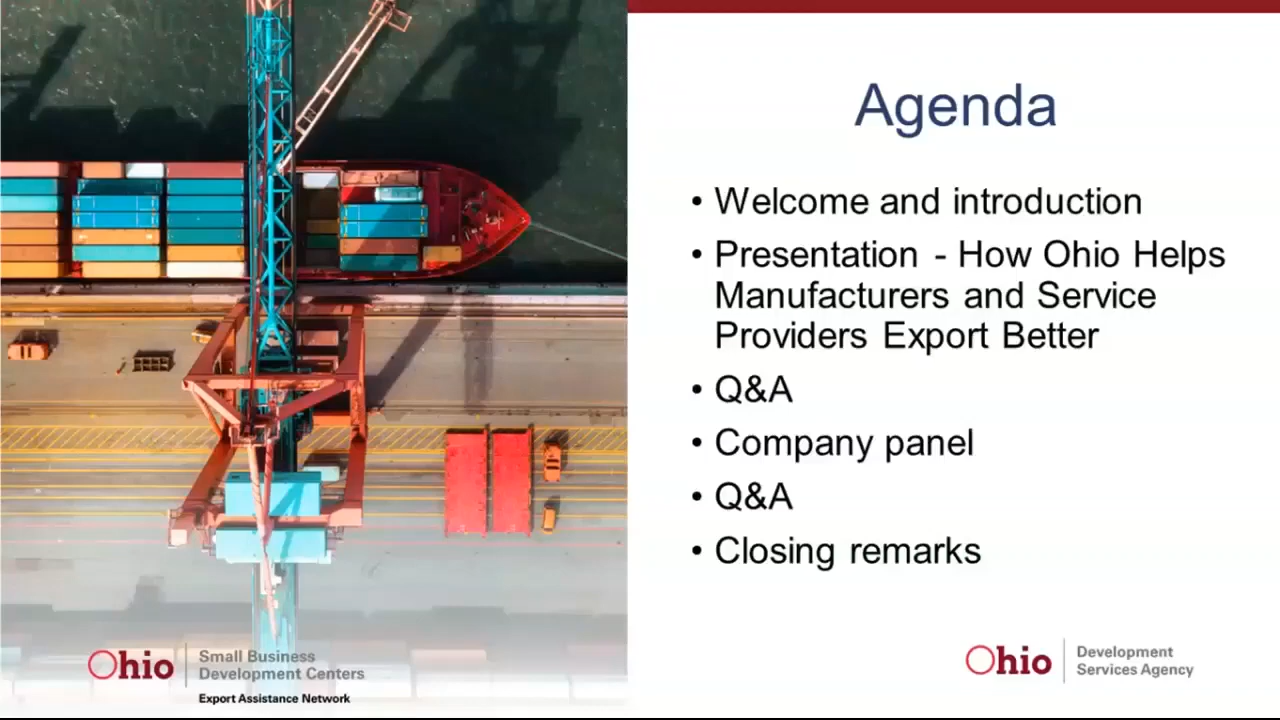 Agenda
• Welcome and introduction
• Presentation - How Ohio Helps
Manufacturers and Service
Providers Export Better
• Q&A
• Company panel
• Q&A
• Closing remarks
Ohio
Small Business
Development Centers
Export Assistance Network
Ohio
Development
Services Agency